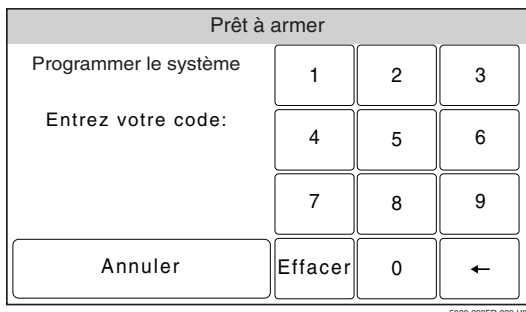 Prêt à armer
Programmer le système
Entrez votre code:
1 2 3
4 5 6
7 8 9
Annuler Effacer 0 ←